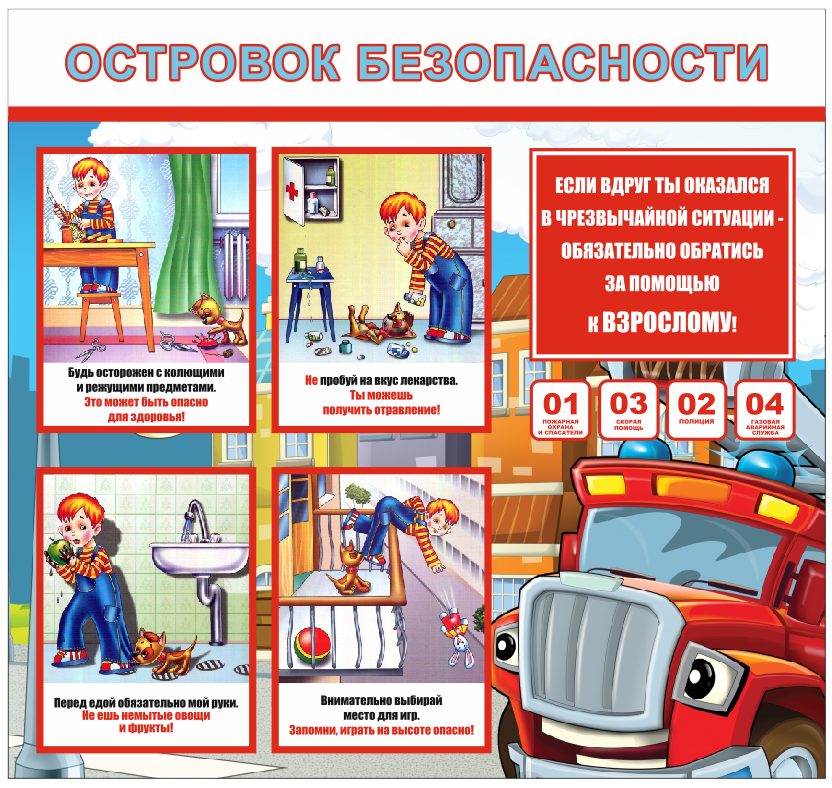 ОСТРОВОК БЕЗОПАСНОСТИ
Будь осторожен с колющими
и режущими предметами.
Это может быть опасно
для здоровья!
Не пробуй на вкус лекарства.
Ты можешь
получить отравление!
ЕСЛИ ВДРУГ ТЫ ОКАЗАЛСЯ
В ЧРЕЗВЫЧАЙНОЙ СИТУАЦИИ -
ОБЯЗАТЕЛЬНО ОБРАТИСЬ
ЗА ПОМОЩЬЮ
к ВЗРОСЛОМУ!
01
ПОЖАРНАЯ
ОХРАНА
И СПАСАТЕЛИ
03
СКОРАЯ
ПОМОЩЬ
02
ПОЛИЦИЯ
04
ГАЗОВАЯ
АВАРИЙНАЯ
СЛУЖБА
Перед едой обязательно мой руки.
Не ешь немытые овощи
и фрукты!
Внимательно выбирай
место для игр.
Запомни, играть на высоте опасно!